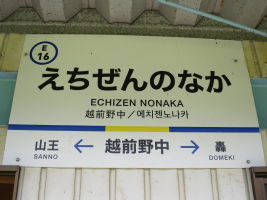 E
16
えちぜんのなか
ECHIZEN NONAKA
越前野中／에치젠노나카
山王 ← 越前野中 → 轟
SANNO DOMEKI